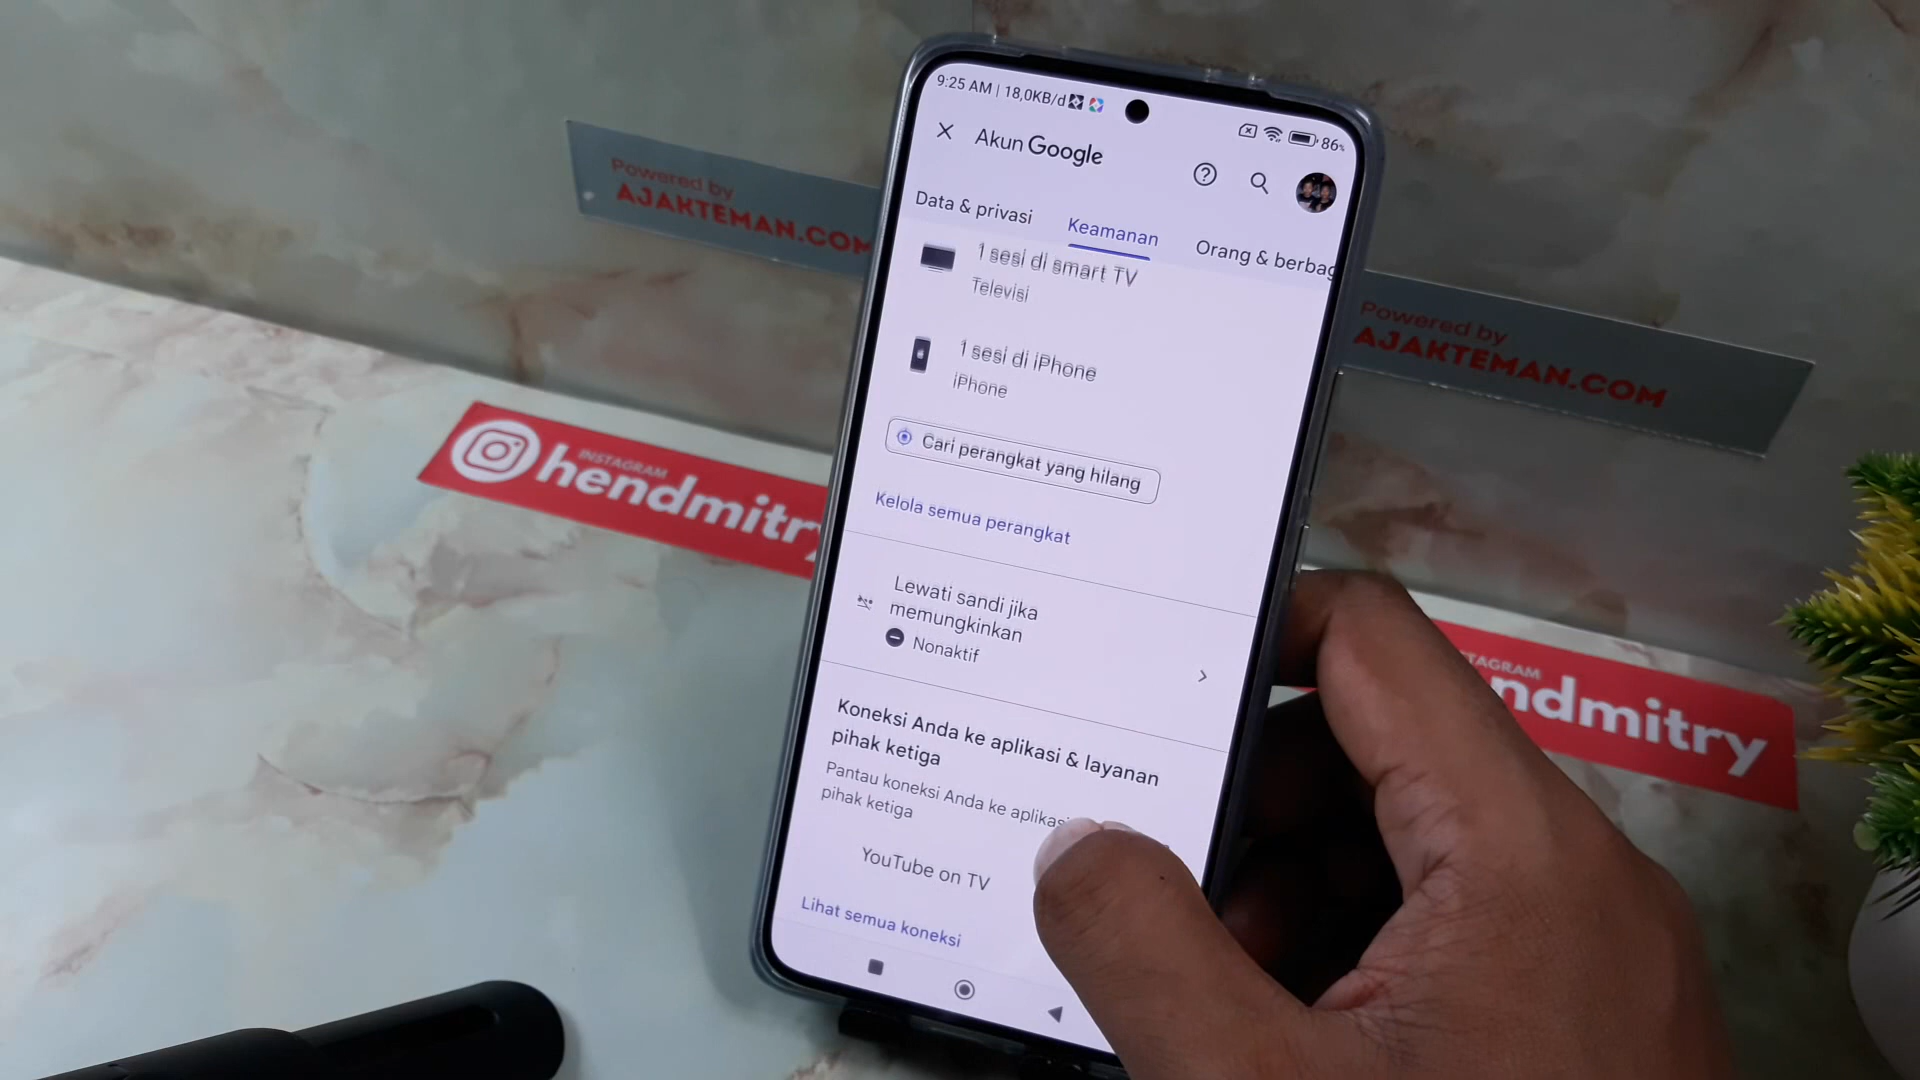 9:25 AM | 18,0KB/d
86%
Akun Google
Data & privasi
Keamanan
Orang & berbag
1 sesi di smart TV
Televisi
1 sesi di iPhone
iPhone
Cari perangkat yang hilang
Kelola semua perangkat
Lewati sandi jika
memungkinkan
Nonaktif
Koneksi Anda ke aplikasi & layanan
pihak ketiga
Pantau koneksi Anda ke aplikasi
pihak ketiga
YouTube on TV
Lihat semua koneksi
Powered by
AJAKTEMAN.COM
Powered by
AJAKTEMAN.COM
INSTAGRAM
hendmitry
STAGRAM
ndmitry